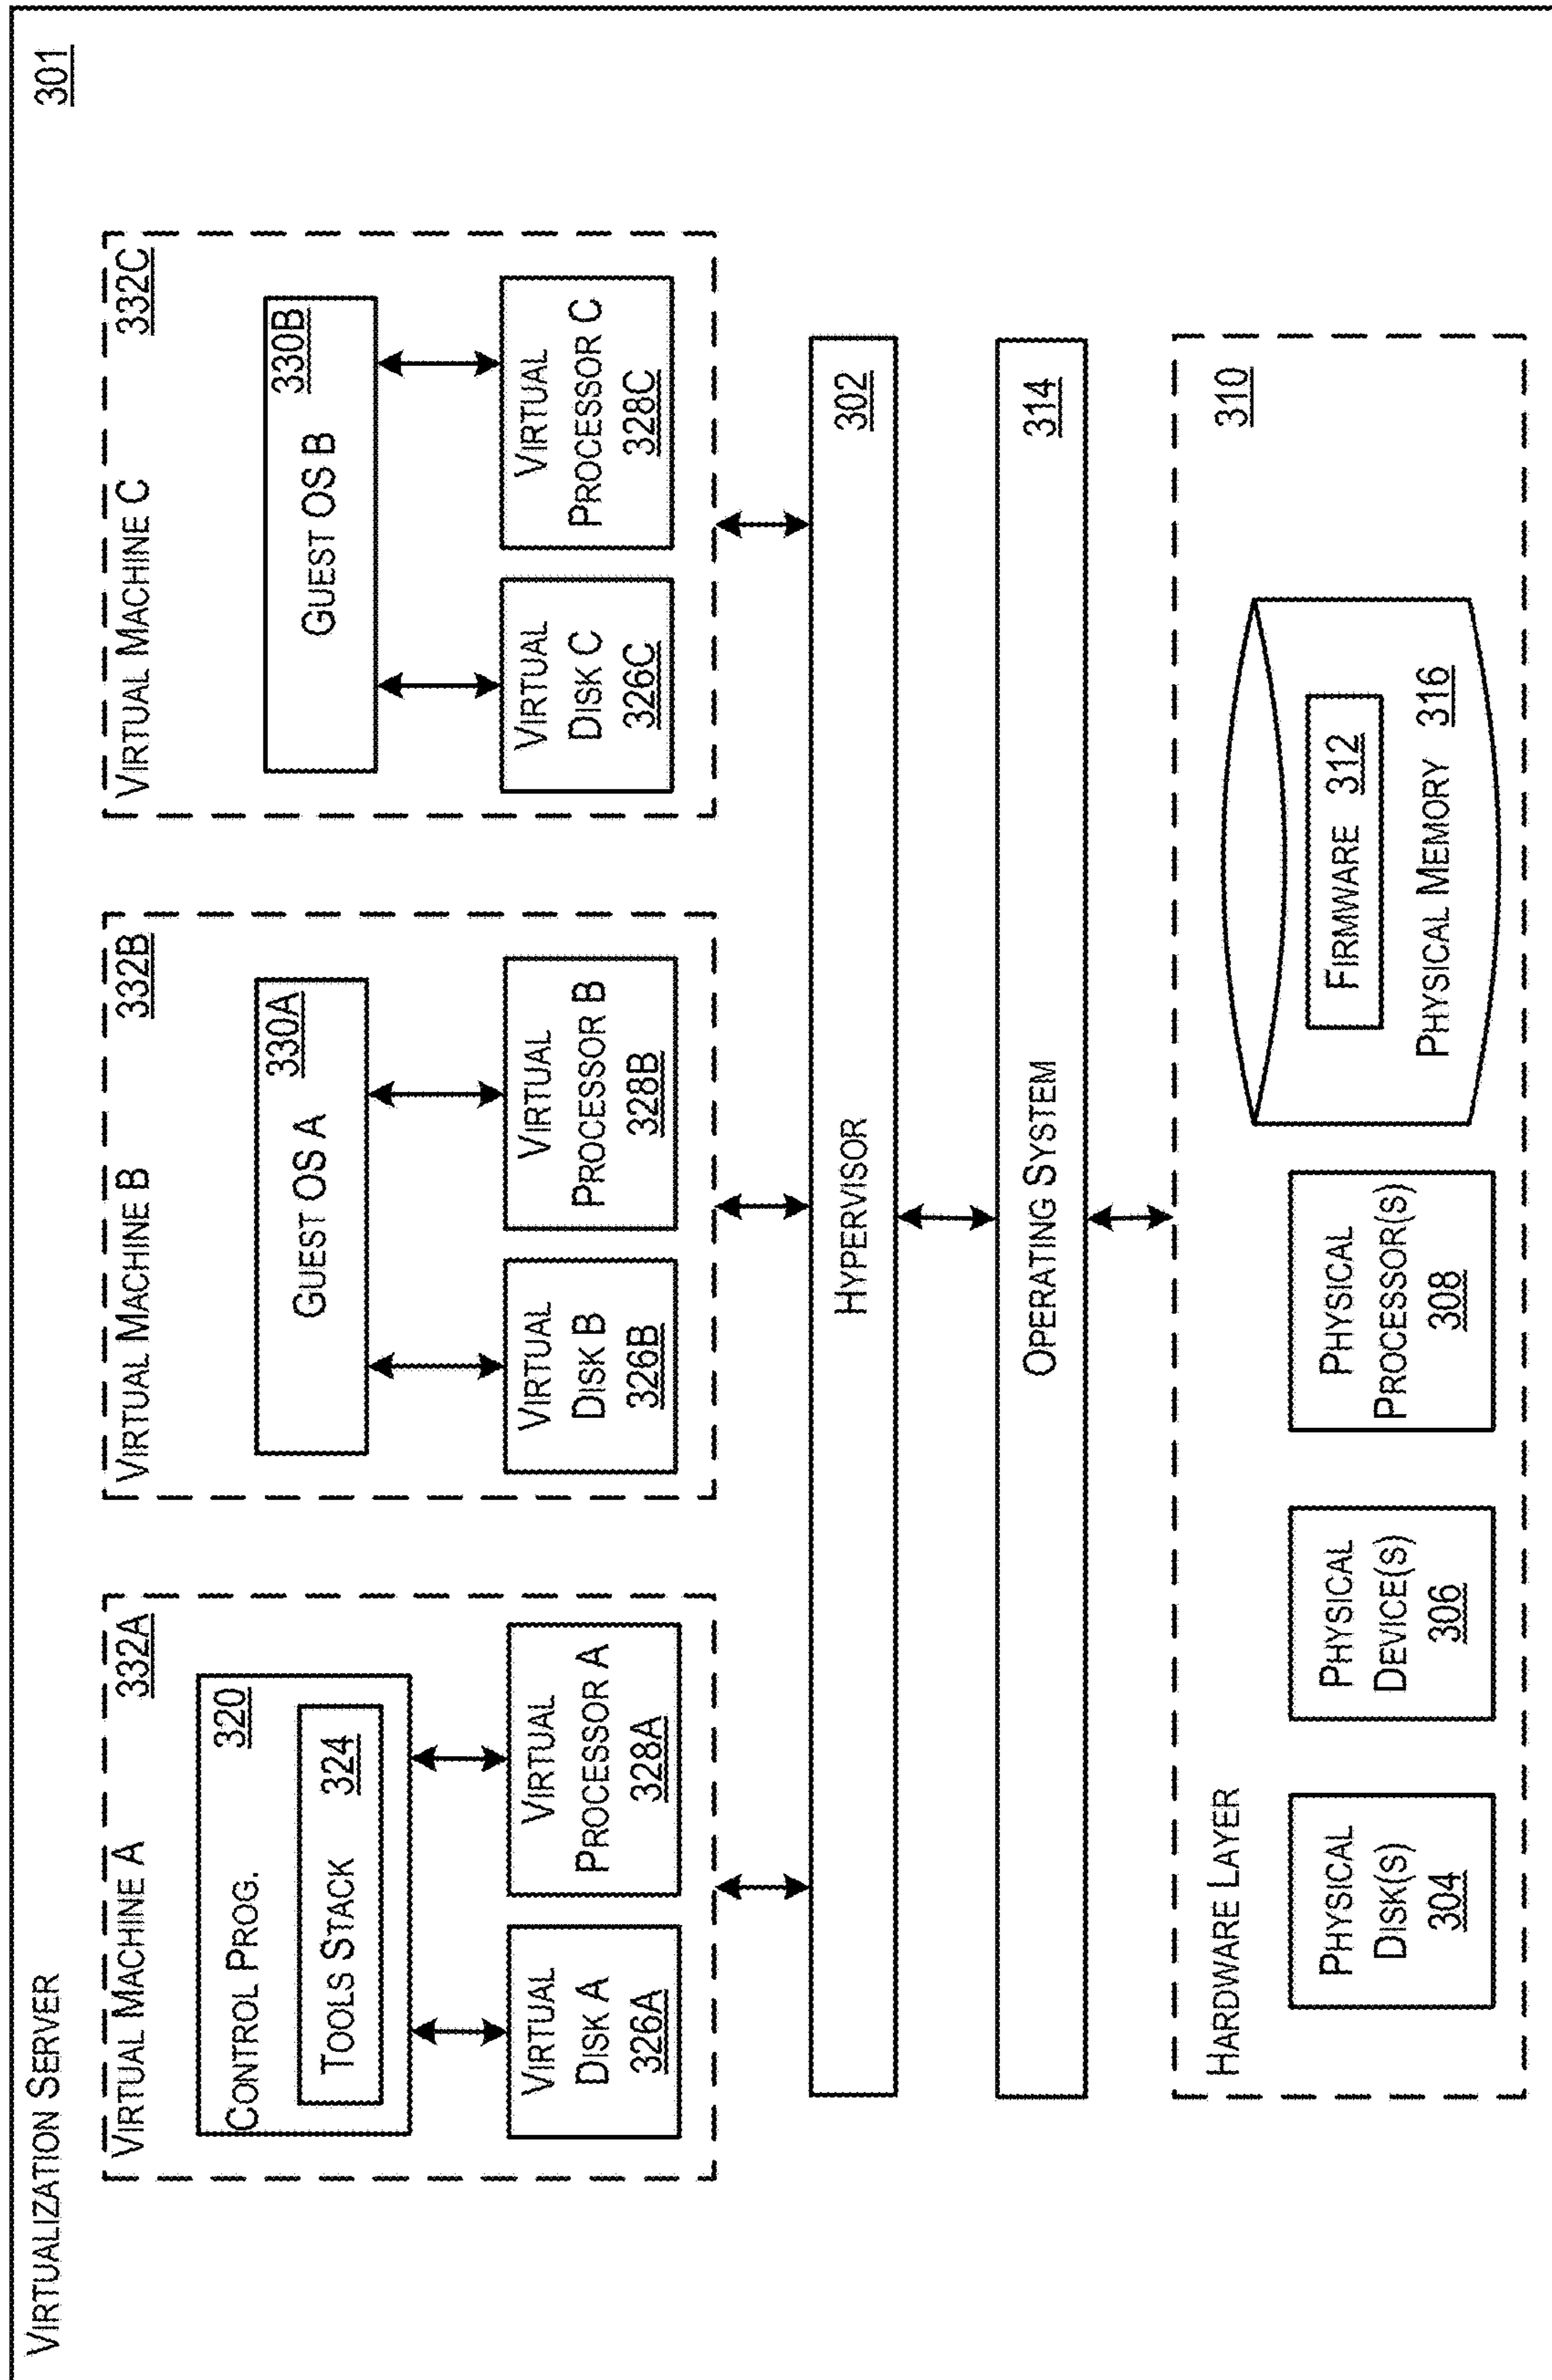 VIRTUALIZATION SERVER
301
VIRTUAL MACHINE A
332A
CONTROL PROG.
320
TOOLS STACK
324
VIRTUAL
DISK A
326A
VIRTUAL
PROCESSOR A
328A
VIRTUAL MACHINE B
332B
GUEST OS A
330A
VIRTUAL
DISK B
326B
VIRTUAL
PROCESSOR B
328B
VIRTUAL MACHINE C
332C
GUEST OS B
330B
VIRTUAL
DISK C
326C
VIRTUAL
PROCESSOR C
328C
HYPERVISOR
302
OPERATING SYSTEM
314
HARDWARE LAYER
310
PHYSICAL
DISK(S)
304
PHYSICAL
DEVICE(S)
306
PHYSICAL
PROCESSOR(S)
308
FIRMWARE 312
PHYSICAL MEMORY 316